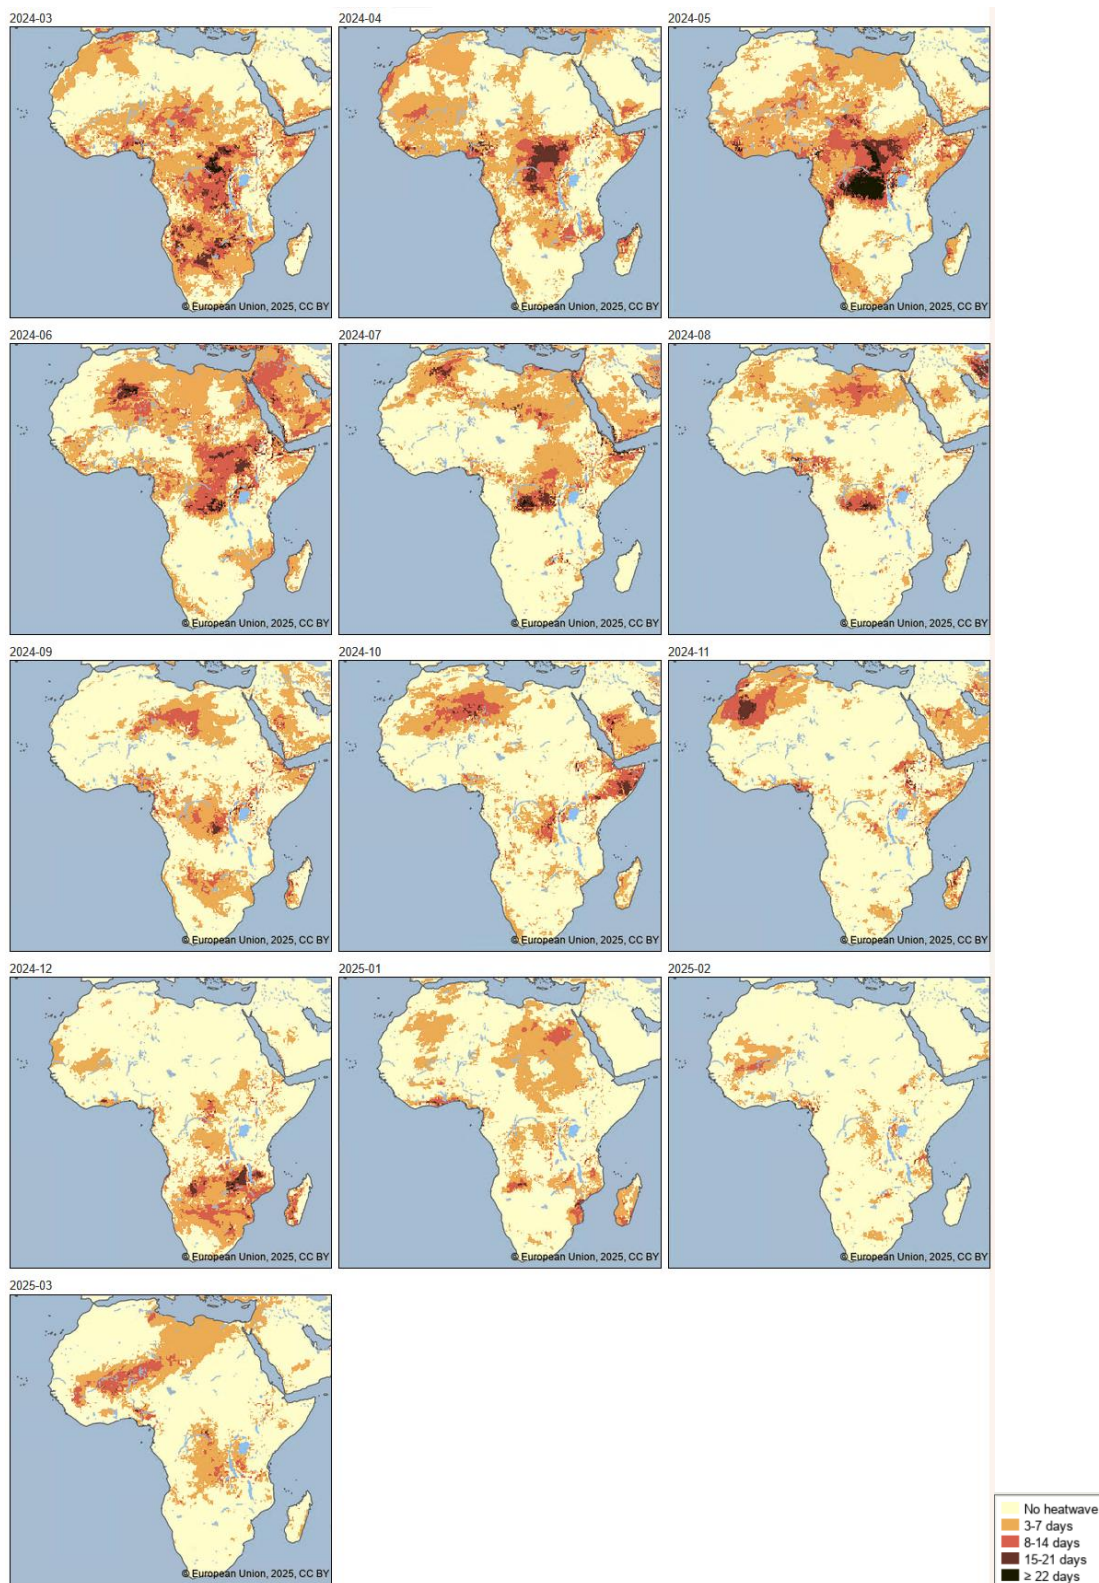 2024-03
2024-04
2024-05
© European Union, 2025, CC BY
© European Union, 2025, CC BY
© European Union, 2025, CC BY
2024-06
2024-07
2024-08
© European Union, 2025, CC BY
© European Union, 2025, CC BY
© European Union, 2025, CC BY
2024-09
2024-10
2024-11
© European Union, 2025, CC BY
© European Union, 2025, CC BY
© European Union, 2025, CC BY
2024-12
2025-01
2025-02
© European Union, 2025, CC BY
© European Union, 2025, CC BY
© European Union, 2025, CC BY
2025-03
© European Union, 2025, CC BY
No heatwave
3-7 days
8-14 days
15-21 days
≥ 22 days